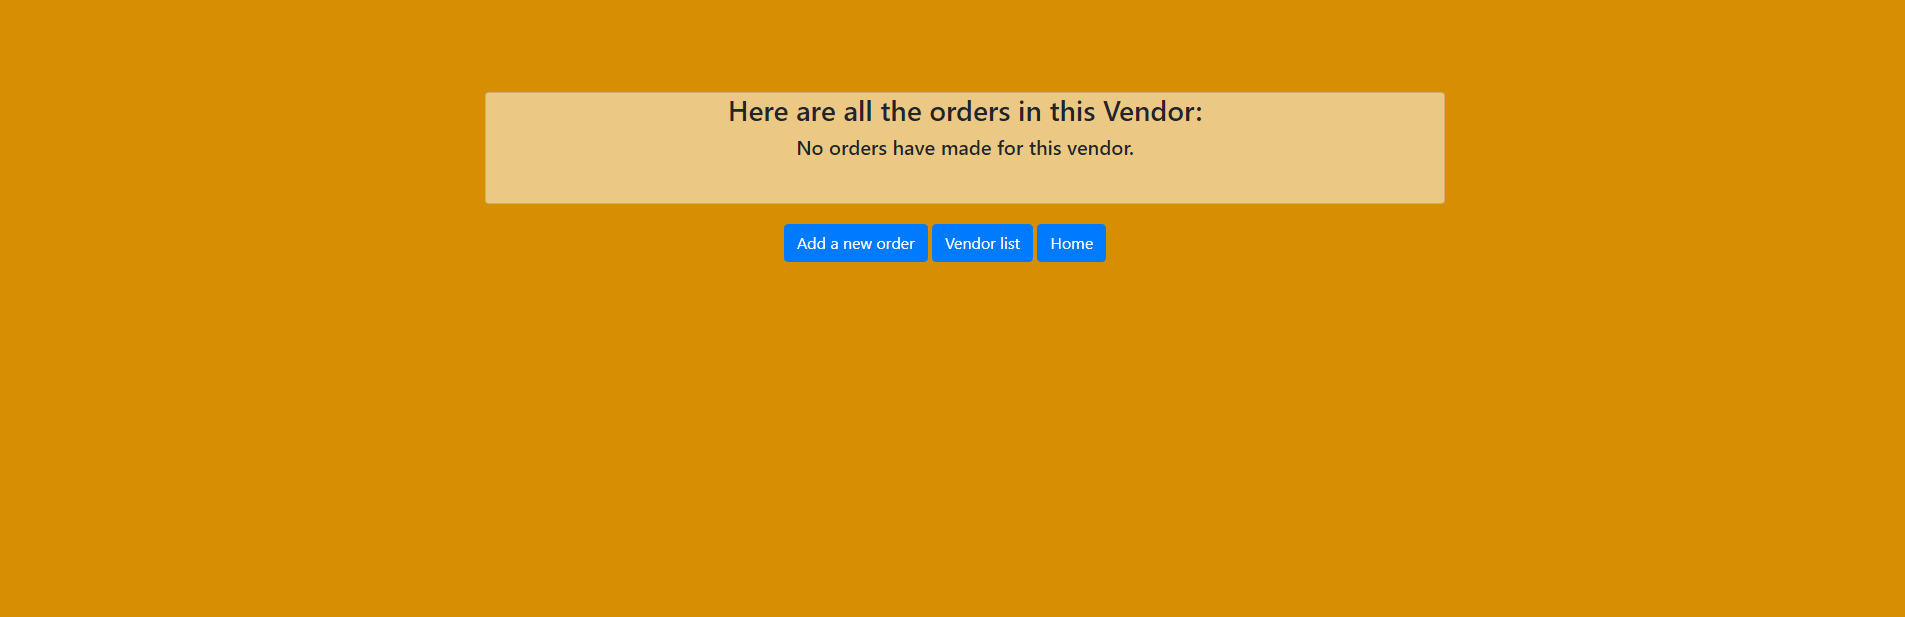 Here are all the orders in this Vendor:
No orders have made for this vendor.
Add a new order Vendor list Home